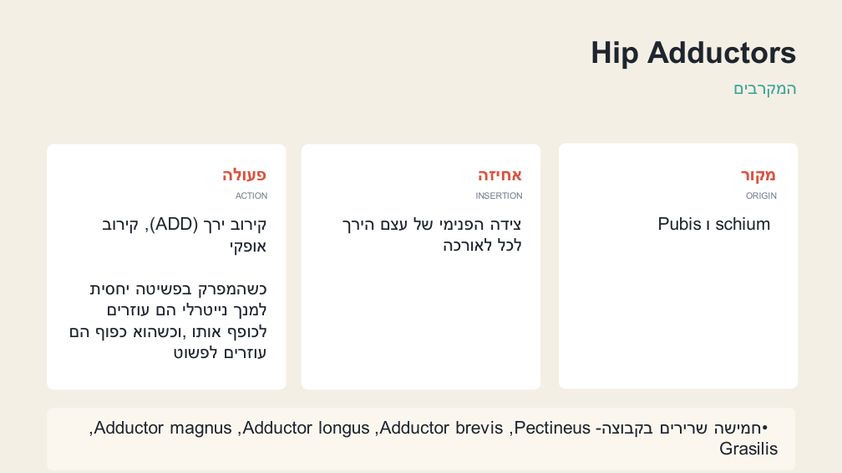 Hip Adductors
המקרבים
מקור
ORIGIN
Pubis ו schium
אחיזה
INSERTION
צידה הפנימי של עצם הירך
לכל לאורכה
פעולה
ACTION
קירוב ירך (ADD), קירוב
אופקי
כשהמפרק בפשיטה יחסית
למנך נייטרלי הם עוזרים
לכופף אותו ,וכשהוא כפוף הם
עוזרים לפשוט
•חמישה שרירים בקבוצה- Adductor magnus ,Adductor longus ,Adductor brevis ,Pectineus,
Grasilis